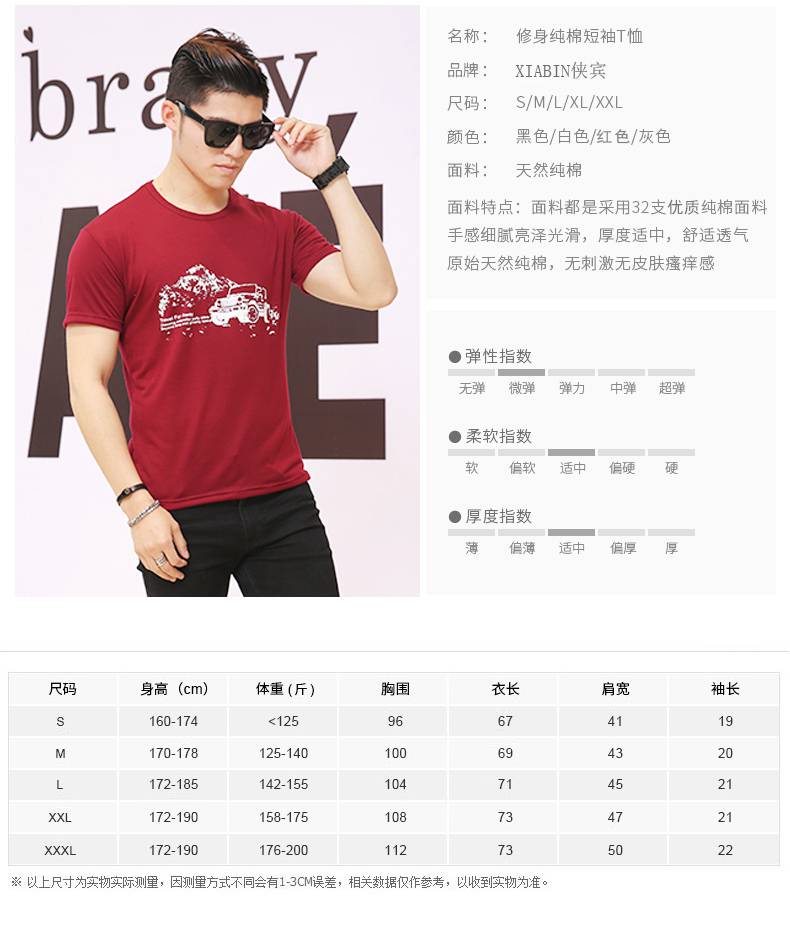 brany
名称： 修身纯棉短袖T恤
品牌： XIABIN侠宾
尺码： S/M/L/XL/XXL
颜色： 黑色/白色/红色/灰色
面料： 天然纯棉
面料特点：面料都是采用32支优质纯棉面料
手感细腻亮泽光滑，厚度适中，舒适透气
原始天然纯棉，无刺激无皮肤瘙痒感
Travel Far Away
●弹性指数
无弹 微弹 弹力 中弹 超弹
●柔软指数
软 偏软 适中 偏硬 硬
●厚度指数
薄 偏薄 适中 偏厚 厚
尺码 身高（cm） 体重(斤) 胸围 衣长 肩宽 袖长
S 160-174 <125 96 67 41 19
M 170-178 125-140 100 69 43 20
L 172-185 142-155 104 71 45 21
XXL 172-190 158-175 108 73 47 21
XXXL 172-190 176-200 112 73 50 22
※ 以上尺寸为实物实际测量，因测量方式不同会有1-3CM误差，相关数据仅作参考，以收到实物为准。